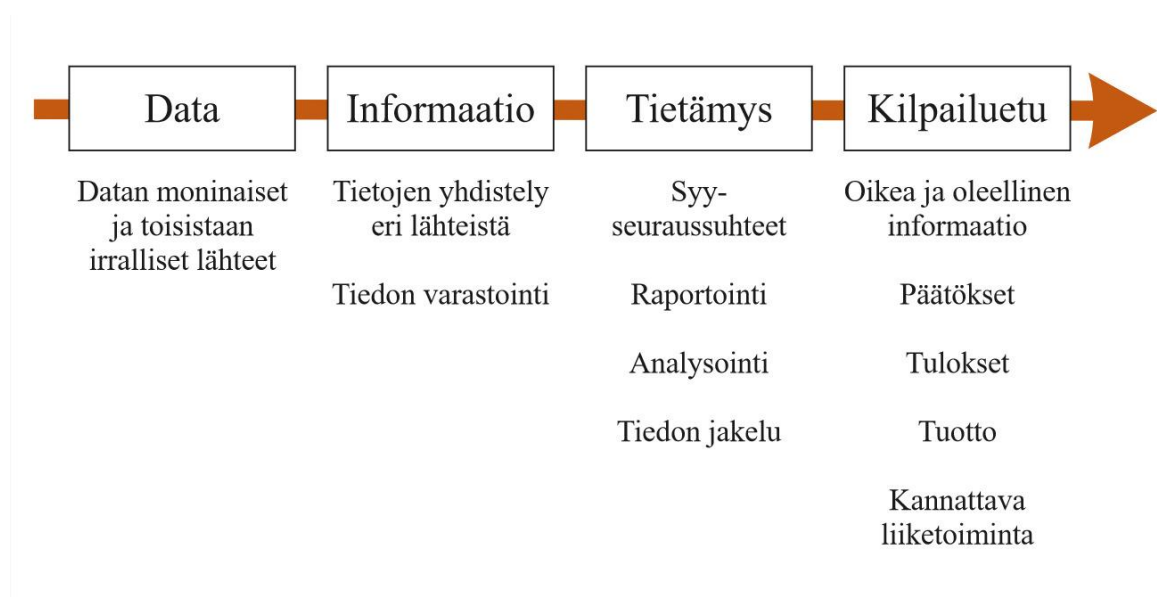 Data
Informaatio
Tietämys
Kilpailuetu
Datan moninaiset
ja toisistaan
irralliset lähteet
Tietojen yhdistely
eri lähteistä
Tiedon varastointi
Syy-
seuraussuhteet
Raportointi
Analysointi
Tiedon jakelu
Oikea ja oleellinen
informaatio
Päätökset
Tulokset
Tuotto
Kannattava
liiketoiminta